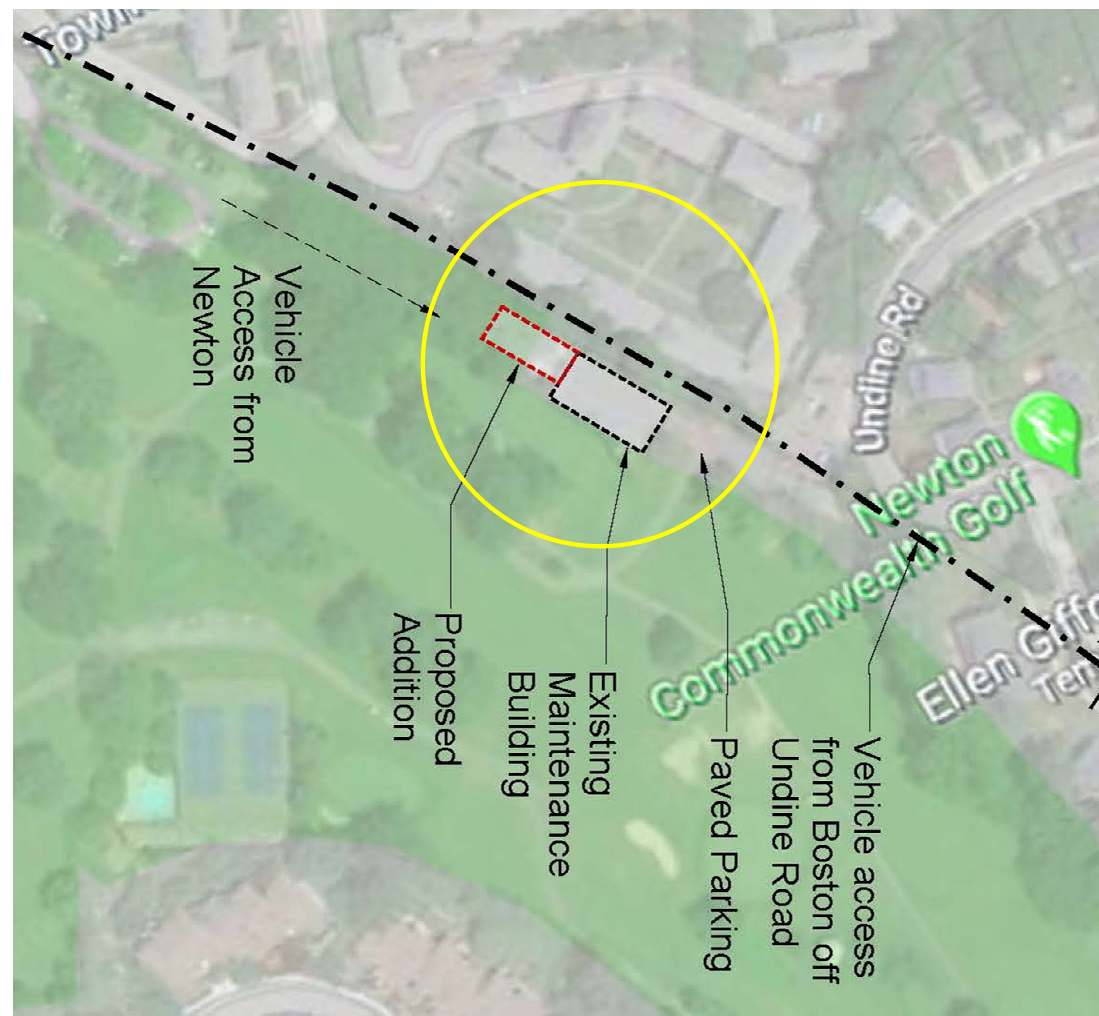 Vehicle
Access from
Newton
Proposed
Addition
Existing
Maintenance
Building
Paved Parking
Vehicle access
from Boston off
Undine Road
Undine Rd
Newton
Commonwealth Golf
Ellen